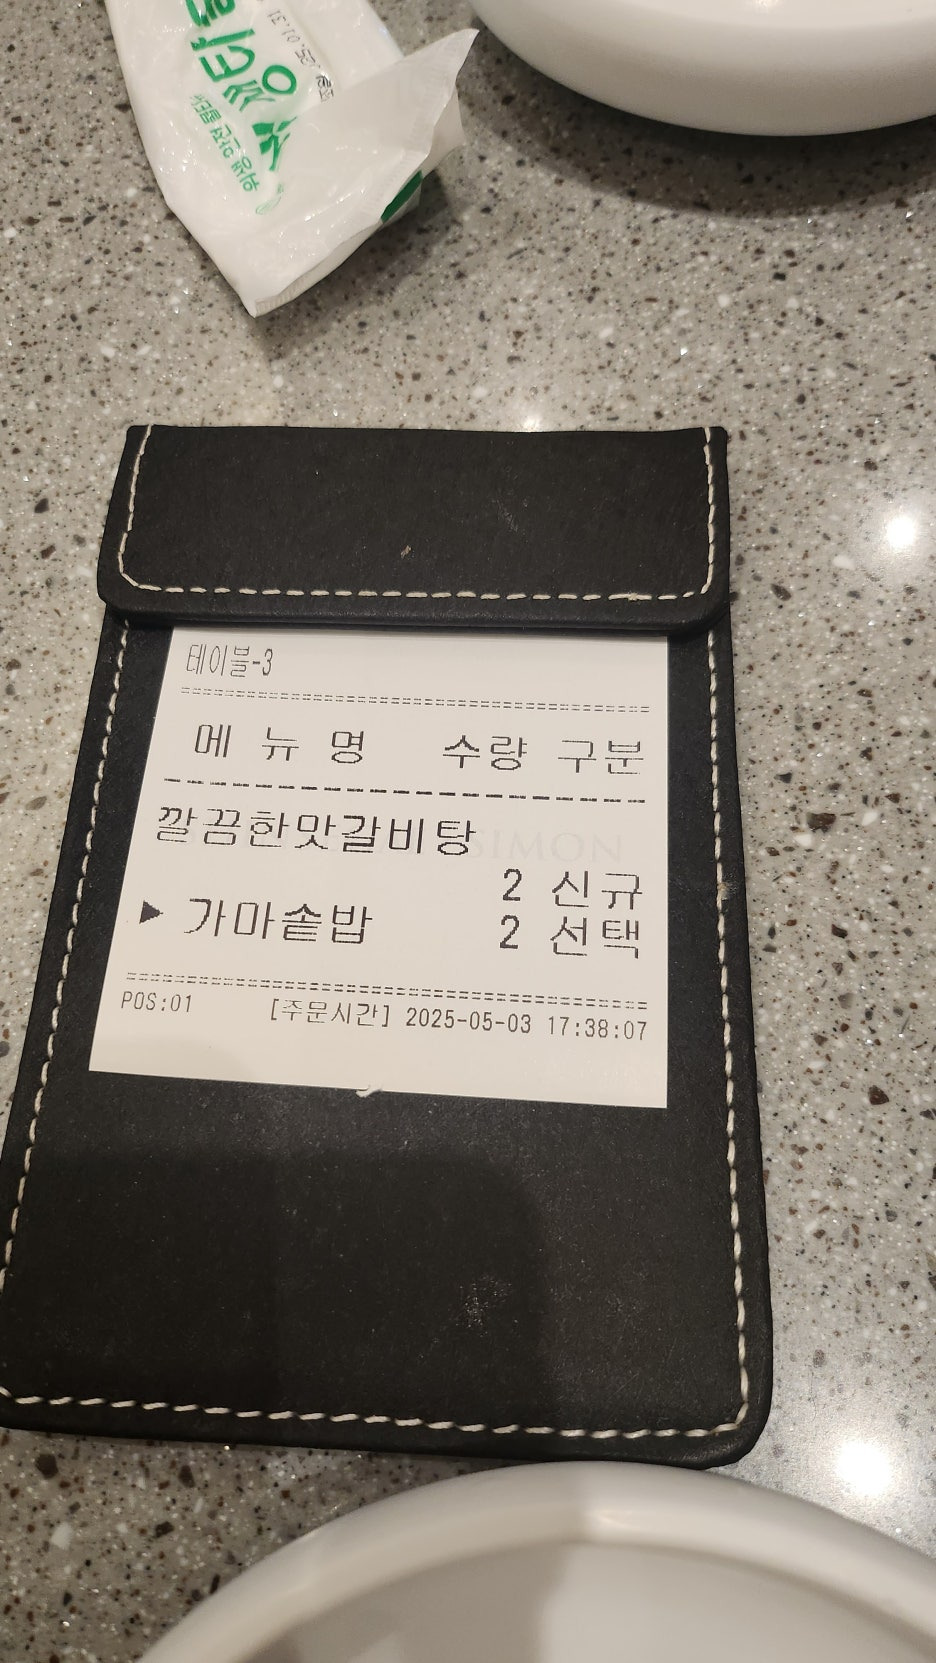 테이블-3
메 뉴 명 수량 구분
깔끔한맛갈비탕
2 신규
▶ 가마솥밥 2 선택
POS:01 [주문시간] 2025-05-03 17:38:07
SIMON